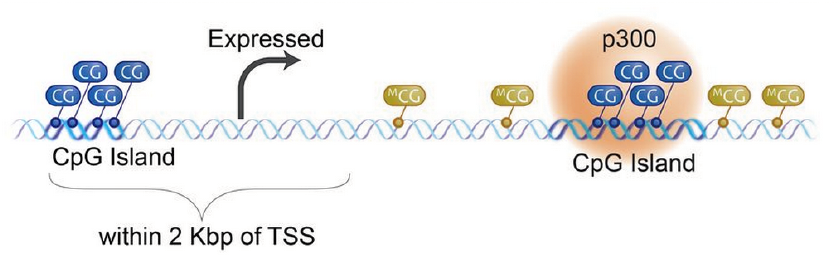 Expressed
p300
CG CG
CG CG
CG CG
CG CG
MCG MCG MCG MCG
CpG Island
CpG Island
within 2 Kbp of TSS